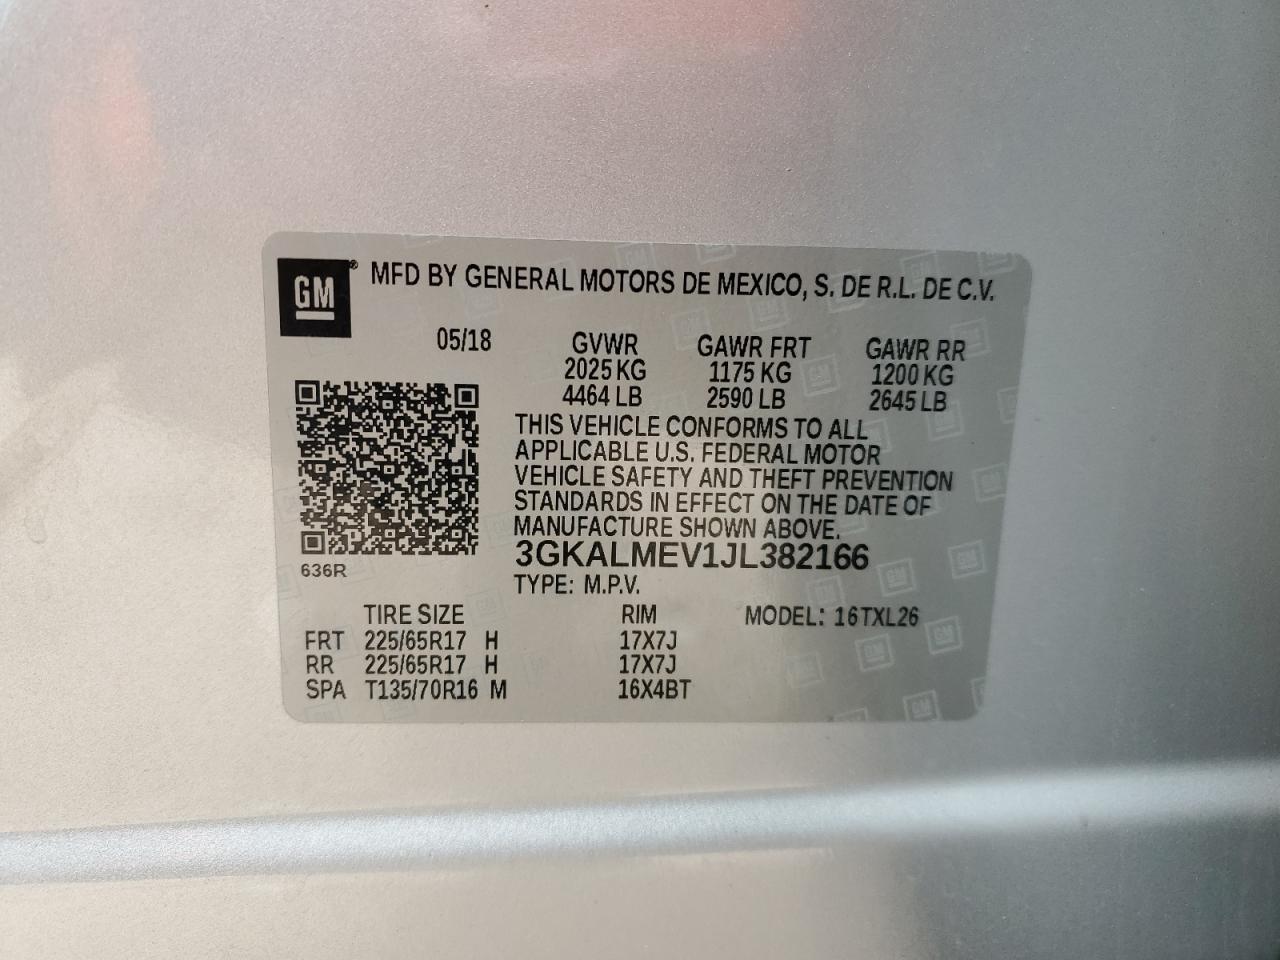 GM ® MFD BY GENERAL MOTORS DE MEXICO, S. DE R.L. DE C.V.
05/18 GVWR GAWR FRT GAWR RR
2025 KG 1175 KG 1200 KG
4464 LB 2590 LB 2645 LB
THIS VEHICLE CONFORMS TO ALL
APPLICABLE U.S. FEDERAL MOTOR
VEHICLE SAFETY AND THEFT PREVENTION
STANDARDS IN EFFECT ON THE DATE OF
MANUFACTURE SHOWN ABOVE.
3GKALMEV1JL382166
636R
TYPE: M.P.V.
TIRE SIZE RIM MODEL: 16TXL26
FRT 225/65R17 H 17X7J
RR 225/65R17 H 17X7J
SPA T135/70R16 M 16X4BT